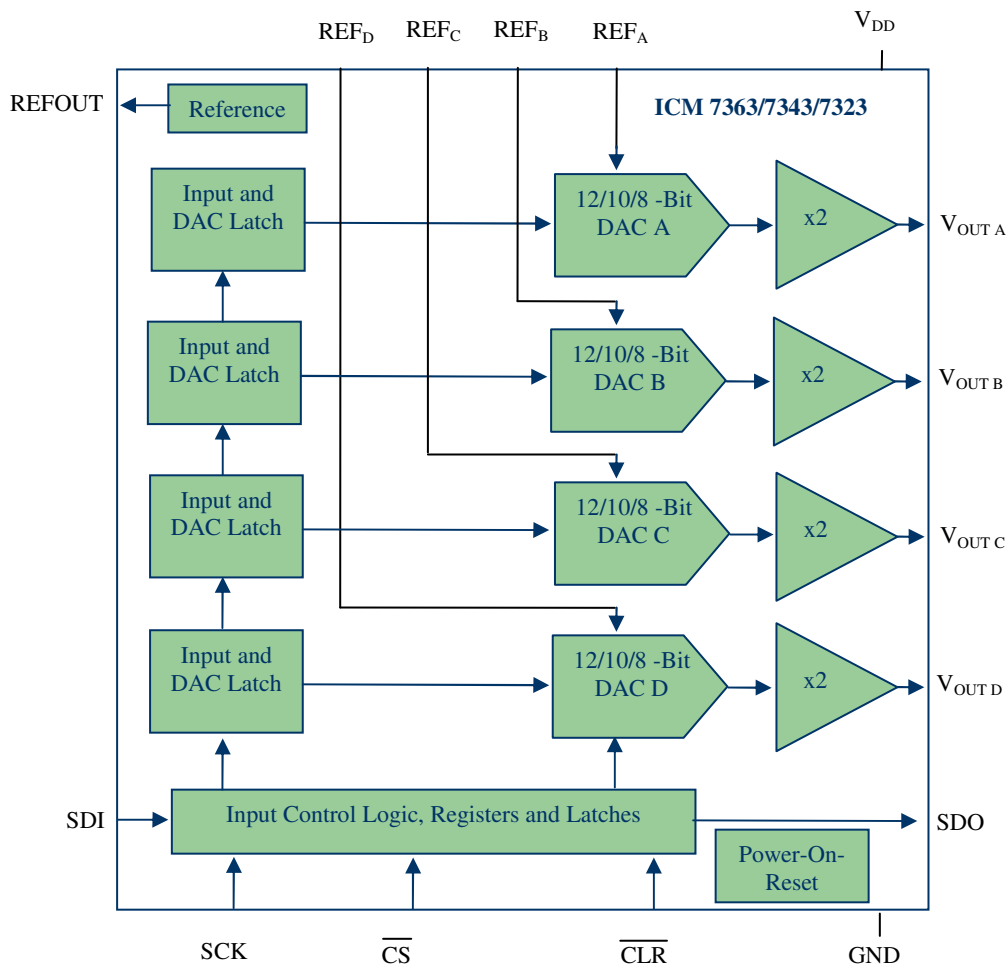 REF_D REF_C REF_B REF_A V_DD
REFOUT
Reference
ICM 7363/7343/7323
Input and
DAC Latch
12/10/8 -Bit
DAC A
x2
V_OUT A
Input and
DAC Latch
12/10/8 -Bit
DAC B
x2
V_OUT B
Input and
DAC Latch
12/10/8 -Bit
DAC C
x2
V_OUT C
Input and
DAC Latch
12/10/8 -Bit
DAC D
x2
V_OUT D
SDI
Input Control Logic, Registers and Latches
SDO
Power-On-
Reset
SCK C̅S̅ C̅L̅R̅ GND